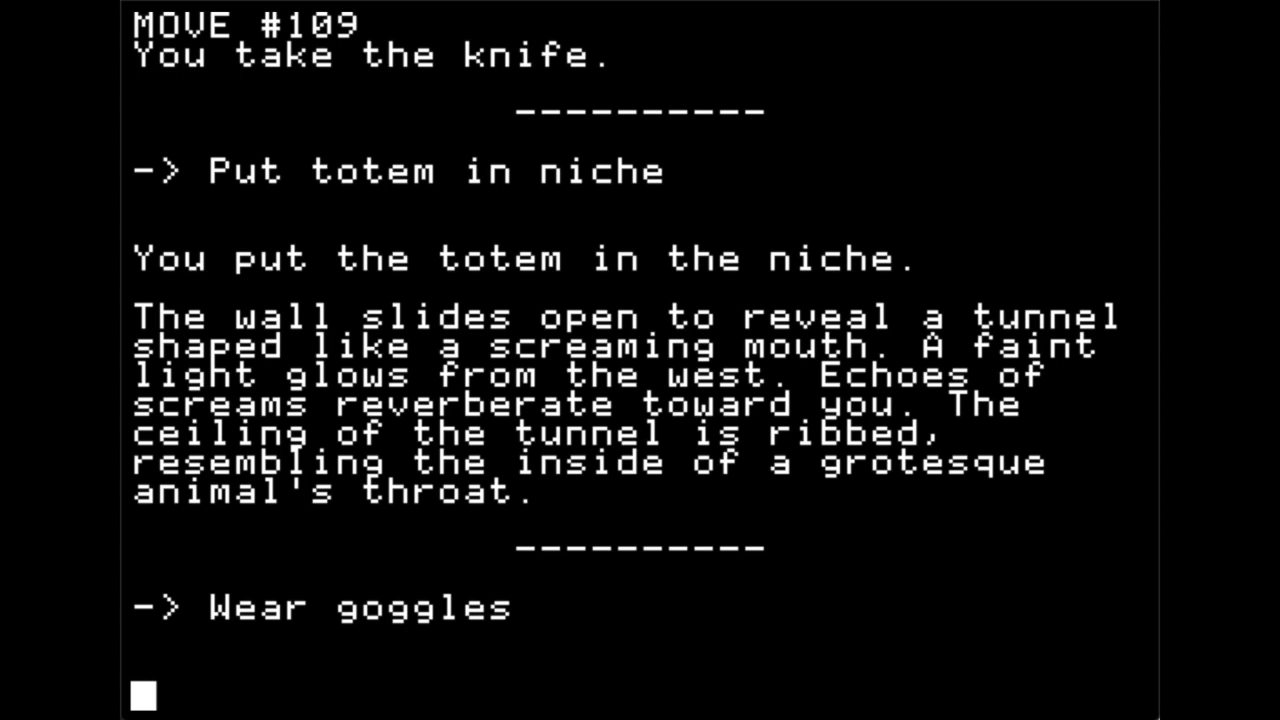 MOVE #109
You take the knife.
----------
-> Put totem in niche
You put the totem in the niche.
The wall slides open to reveal a tunnel
shaped like a screaming mouth. A faint
light glows from the west. Echoes of
screams reverberate toward you. The
ceiling of the tunnel is ribbed,
resembling the inside of a grotesque
animal's throat.
----------
-> Wear goggles